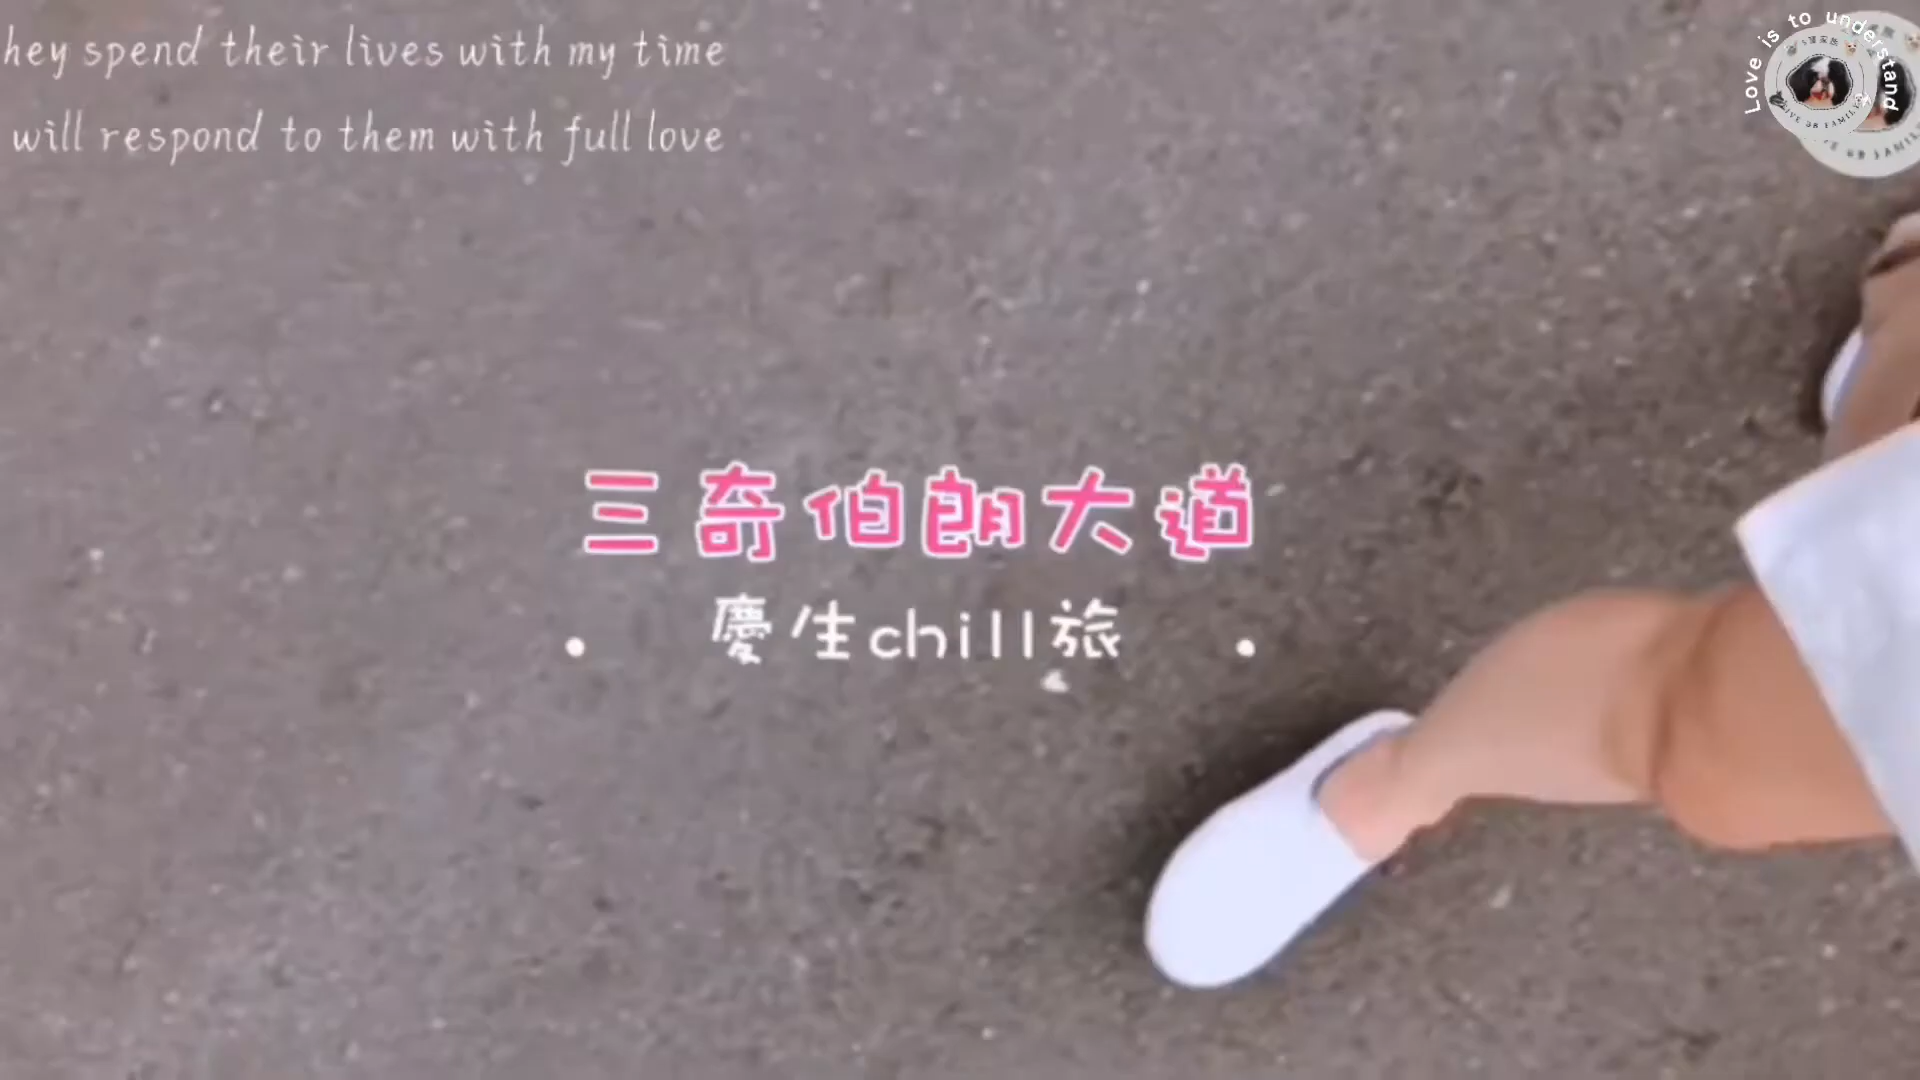 hey spend their lives with my time
will respond to them with full love
Love is to understand
三奇伯朗大道
慶生chill旅